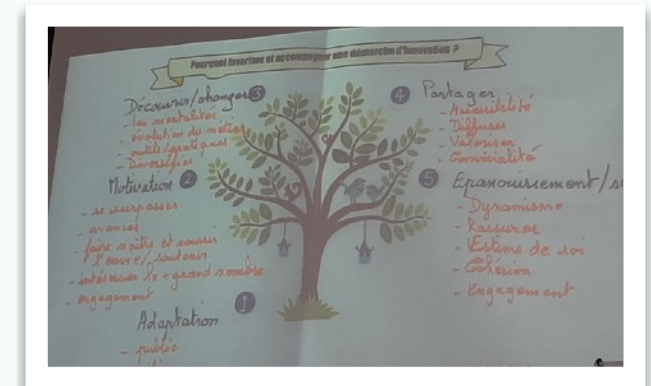 Pourquoi favoriser et accompagner une démarche d'innovation ?
Découvrir/changer 3
- les mentalités
- évolution du métier
- outils/pratiques
- Diversifier
Motivation 2
- se surpasser
- avancer
- faire naître et nourrir
l'envie/soutenir
- intéresser le + grand nombre
- engagement
1
Adaptation
- public
4 Partager
- Accessibilité
- Diffuser
- Valoriser
- Convivialité
5 Epanouissement/
- Dynamisme
- Rassurer
- Estime de soi
- Cohésion
- Engagement